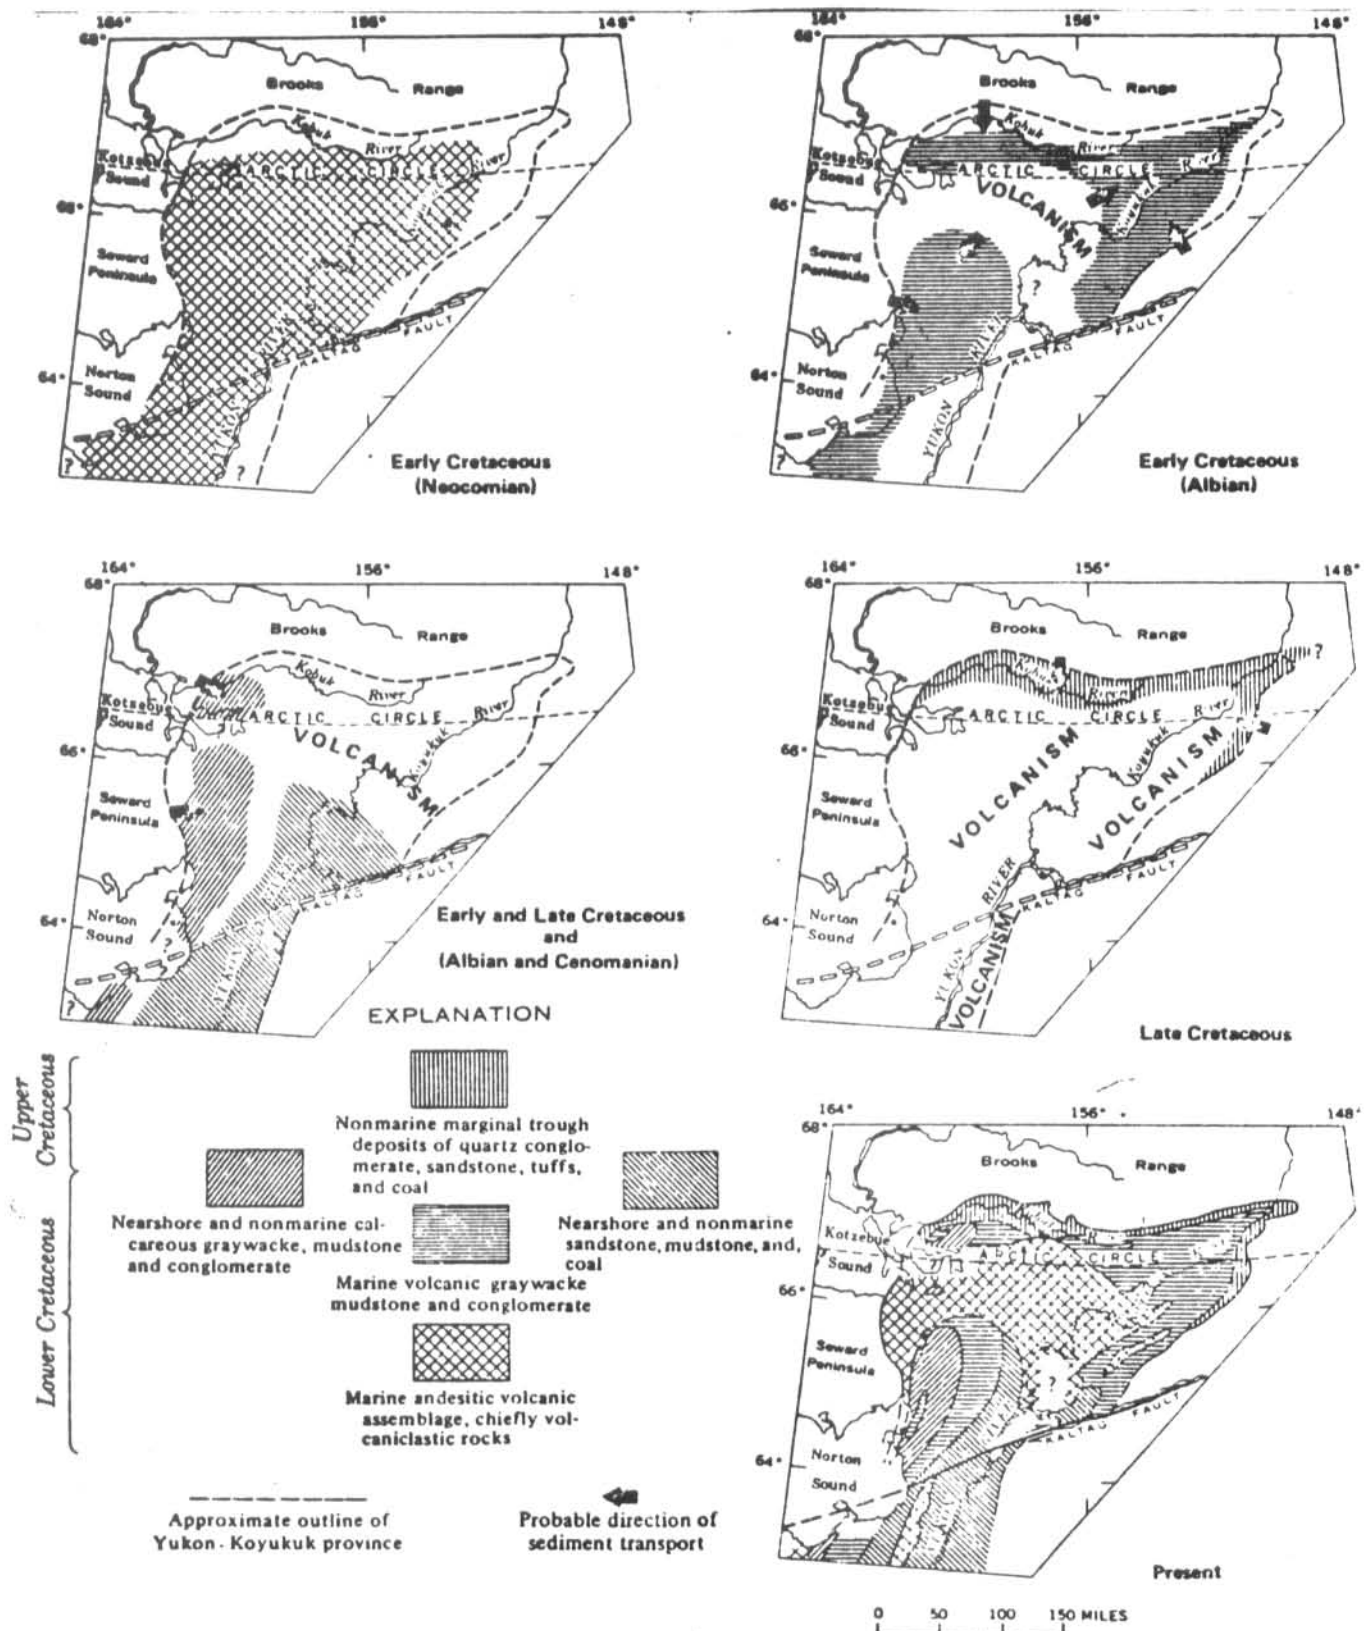 164°
156°
148°
68°
Brooks Range
Kobuk
River
River
Kotzebue
Sound
ARCTIC CIRCLE
66°
Seward
Peninsula
64°
Norton
Sound
YUKON
KALTAG FAULT
?
?
Early Cretaceous
(Neocomian)
164°
156°
148°
68°
Brooks Range
Kobuk
River
River
Kotzebue
Sound
ARCTIC CIRCLE
VOLCANISM
Koyukuk
66°
Seward
Peninsula
?
64°
Norton
Sound
YUKON
RIVER
KALTAG FAULT
?
Early Cretaceous
(Albian)
164°
156°
148°
68°
Brooks Range
Kobuk
River
River
Kotzebue
Sound
ARCTIC CIRCLE
VOLCANISM
Koyukuk
66°
Seward
Peninsula
64°
Norton
Sound
?
YUKON
KALTAG FAULT
?
Early and Late Cretaceous
and
(Albian and Cenomanian)
164°
156°
148°
68°
Brooks Range
Kobuk
River
River
?
Kotzebue
Sound
ARCTIC CIRCLE
VOLCANISM
VOLCANISM
Koyukuk
66°
Seward
Peninsula
64°
Norton
Sound
YUKON
RIVER
VOLCANISM
KALTAG FAULT
Late Cretaceous
EXPLANATION
Upper
Cretaceous
Lower Cretaceous
Nonmarine marginal trough
deposits of quartz conglo-
merate, sandstone, tuffs,
and coal
Nearshore and nonmarine cal-
careous graywacke, mudstone
and conglomerate
Nearshore and nonmarine
sandstone, mudstone, and,
coal
Marine volcanic graywacke
mudstone and conglomerate
Marine andesitic volcanic
assemblage, chiefly vol-
caniclastic rocks
Approximate outline of
Yukon-Koyukuk province
Probable direction of
sediment transport
164°
156°
148°
68°
Brooks Range
Kotzebue
Sound
ARCTIC CIRCLE
66°
Seward
Peninsula
?
64°
Norton
Sound
KALTAG FAULT
Present
0 50 100 150 MILES